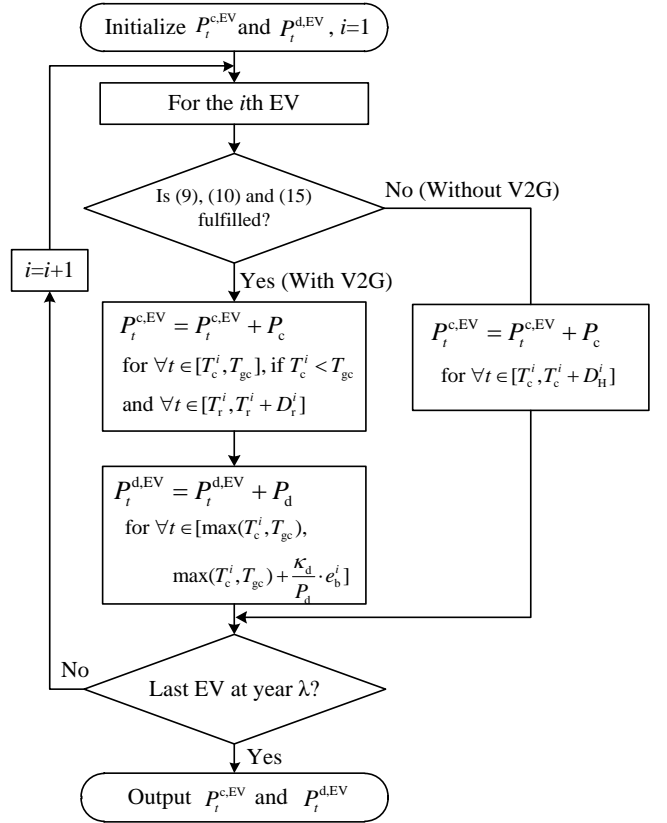 Initialize P_t^{c,EV} and P_t^{d,EV}, i=1
For the ith EV
Is (9), (10) and (15)
fulfilled?
No (Without V2G)
Yes (With V2G)
i=i+1
P_t^{c,EV} = P_t^{c,EV} + P_c
for ∀t∈[T_c^i, T_gc], if T_c^i < T_gc
and ∀t∈[T_r^i, T_r^i + D_r^i]
P_t^{c,EV} = P_t^{c,EV} + P_c
for ∀t∈[T_c^i, T_c^i + D_H^i]
P_t^{d,EV} = P_t^{d,EV} + P_d
for ∀t∈[max(T_c^i, T_gc),
max(T_c^i, T_gc) + κ_d/P_d · e_b^i]
No
Last EV at year λ?
Yes
Output P_t^{c,EV} and P_t^{d,EV}